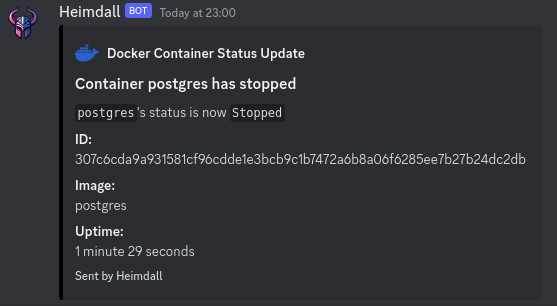 Heimdall BOT Today at 23:00
Docker Container Status Update
Container postgres has stopped
postgres's status is now Stopped
ID:
307c6cda9a931581cf96cdde1e3bcb9c1b7472a6b8a06f6285ee7b27b24dc2db
Image:
postgres
Uptime:
1 minute 29 seconds
Sent by Heimdall